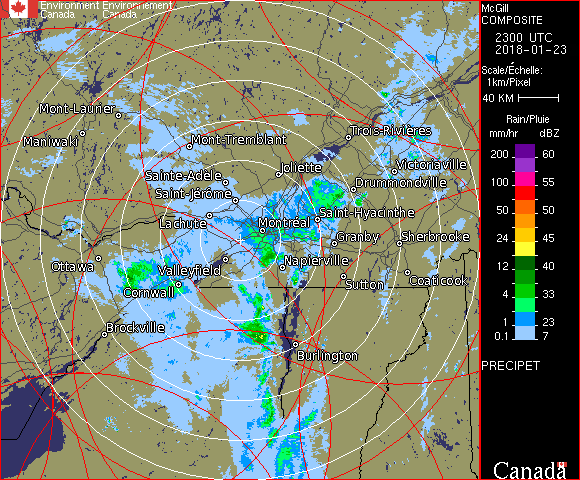 Environment Environnement
Canada Canada
McGill
COMPOSITE
2300 UTC
2018-01-23
Scale/Échelle:
1km/Pixel
40 KM
Rain/Pluie
mm/hr dBZ
200 60
100 55
50 50
24 45
12 40
4 33
1 23
0.1 7
PRECIPET
Canada
Mont-Laurier
Maniwaki
Mont-Tremblant
Trois-Rivières
Joliette
Victoriaville
Sainte-Adèle
Drummondville
Saint-Jérôme
Lachute
Saint-Hyacinthe
Montréal
Granby
Sherbrooke
Ottawa
Valleyfield
Napierville
Sutton
Coaticook
Cornwall
Brockville
Burlington